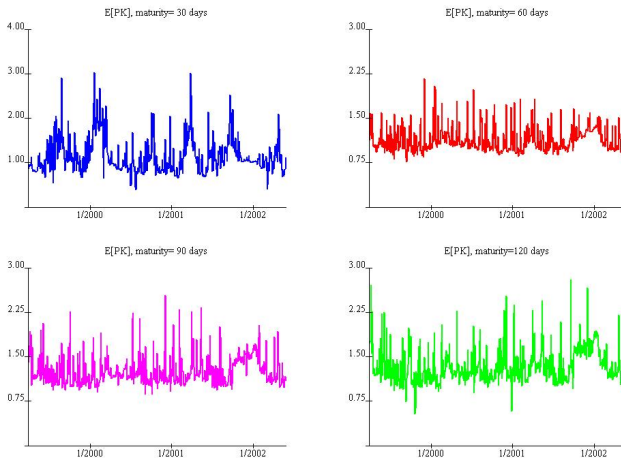 E[PK], maturity= 30 days
4.00
3.00
2.00
1.00
1/2000 1/2001 1/2002
E[PK], maturity= 60 days
3.00
2.25
1.50
0.75
1/2000 1/2001 1/2002
E[PK], maturity= 90 days
3.00
2.25
1.50
0.75
1/2000 1/2001 1/2002
E[PK], maturity=120 days
3.00
2.25
1.50
0.75
1/2000 1/2001 1/2002